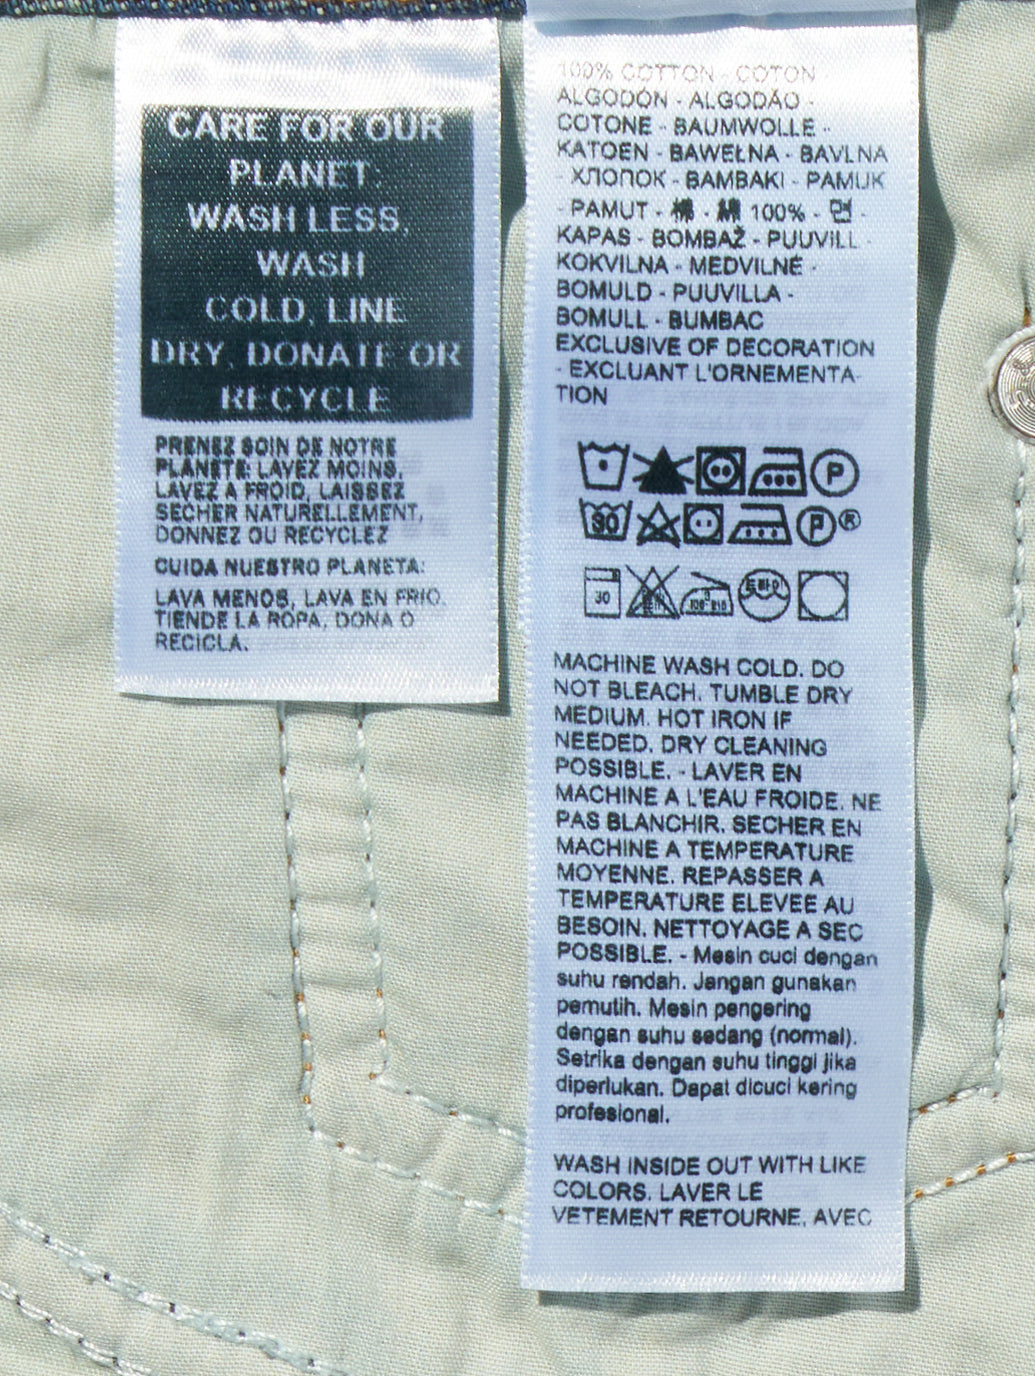 CARE FOR OUR
PLANET:
WASH LESS,
WASH
COLD, LINE
DRY, DONATE OR
RECYCLE
PRENEZ SOIN DE NOTRE
PLANETE: LAVEZ MOINS,
LAVEZ A FROID, LAISSEZ
SECHER NATURELLEMENT,
DONNEZ OU RECYCLEZ
CUIDA NUESTRO PLANETA:
LAVA MENOS, LAVA EN FRIO.
TIENDE LA ROPA, DONA O
RECICLA.
100% COTTON - COTON -
ALGODÓN - ALGODÃO -
COTONE - BAUMWOLLE -
KATOEN - BAWEŁNA - BAVLNA
- ХЛОПОК - BAMBAKI - PAMUK
- PAMUT - 棉 - 綿 100% - 면 -
KAPAS - BOMBAŽ - PUUVILL -
KOKVILNA - MEDVILNĖ -
BOMULD - PUUVILLA -
BOMULL - BUMBAC
EXCLUSIVE OF DECORATION
- EXCLUANT L'ORNEMENTA-
TION
P
30 P ®
30 드라이
MACHINE WASH COLD. DO
NOT BLEACH. TUMBLE DRY
MEDIUM. HOT IRON IF
NEEDED. DRY CLEANING
POSSIBLE. - LAVER EN
MACHINE A L'EAU FROIDE. NE
PAS BLANCHIR. SECHER EN
MACHINE A TEMPERATURE
MOYENNE. REPASSER A
TEMPERATURE ELEVEE AU
BESOIN. NETTOYAGE A SEC
POSSIBLE. - Mesin cuci dengan
suhu rendah. Jangan gunakan
pemutih. Mesin pengering
dengan suhu sedang (normal).
Setrika dengan suhu tinggi jika
diperlukan. Dapat dicuci kering
profesional.
WASH INSIDE OUT WITH LIKE
COLORS. LAVER LE
VETEMENT RETOURNE, AVEC